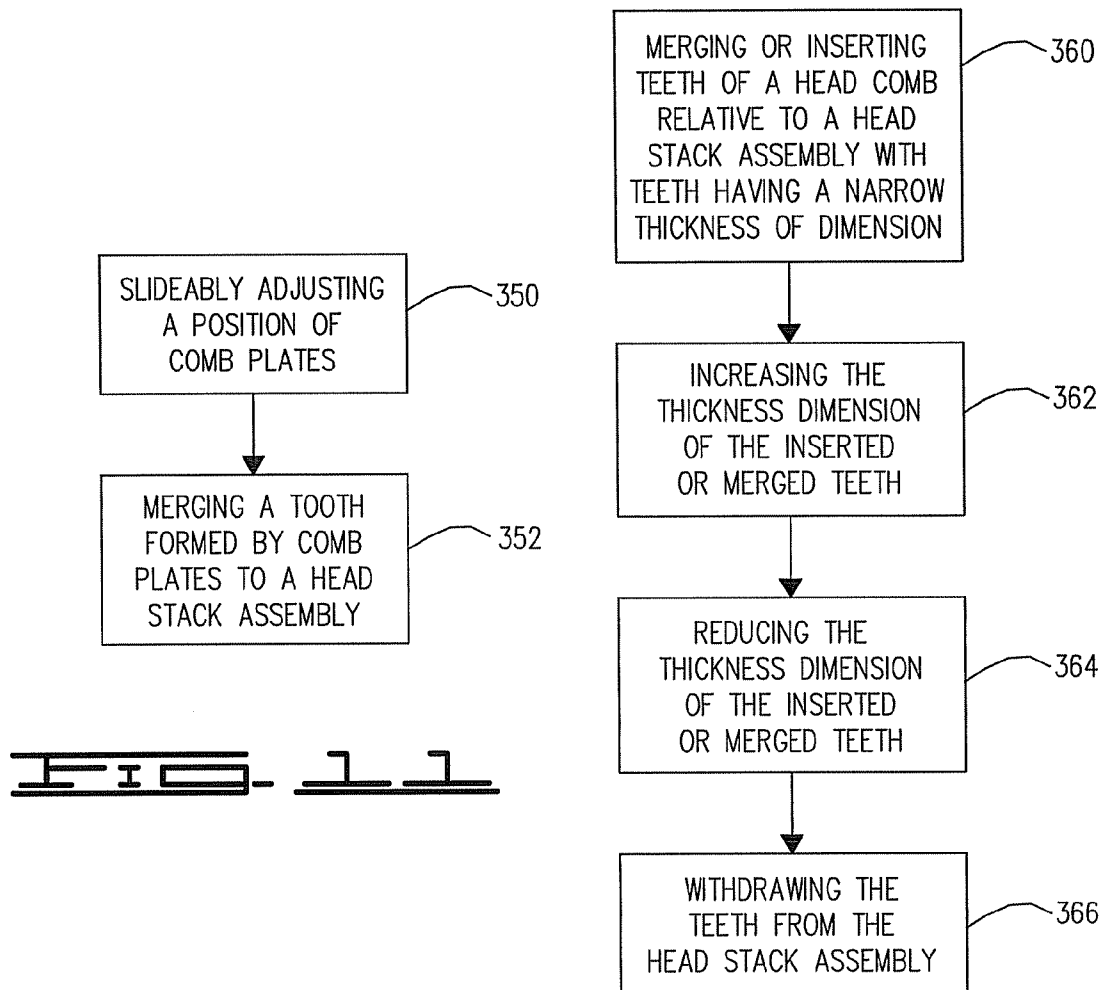 SLIDEABLY ADJUSTING
A POSITION OF
COMB PLATES
350
MERGING A TOOTH
FORMED BY COMB
PLATES TO A HEAD
STACK ASSEMBLY
352
FIG. 11
MERGING OR INSERTING
TEETH OF A HEAD COMB
RELATIVE TO A HEAD
STACK ASSEMBLY WITH
TEETH HAVING A NARROW
THICKNESS OF DIMENSION
360
INCREASING THE
THICKNESS DIMENSION
OF THE INSERTED
OR MERGED TEETH
362
REDUCING THE
THICKNESS DIMENSION
OF THE INSERTED
OR MERGED TEETH
364
WITHDRAWING THE
TEETH FROM THE
HEAD STACK ASSEMBLY
366